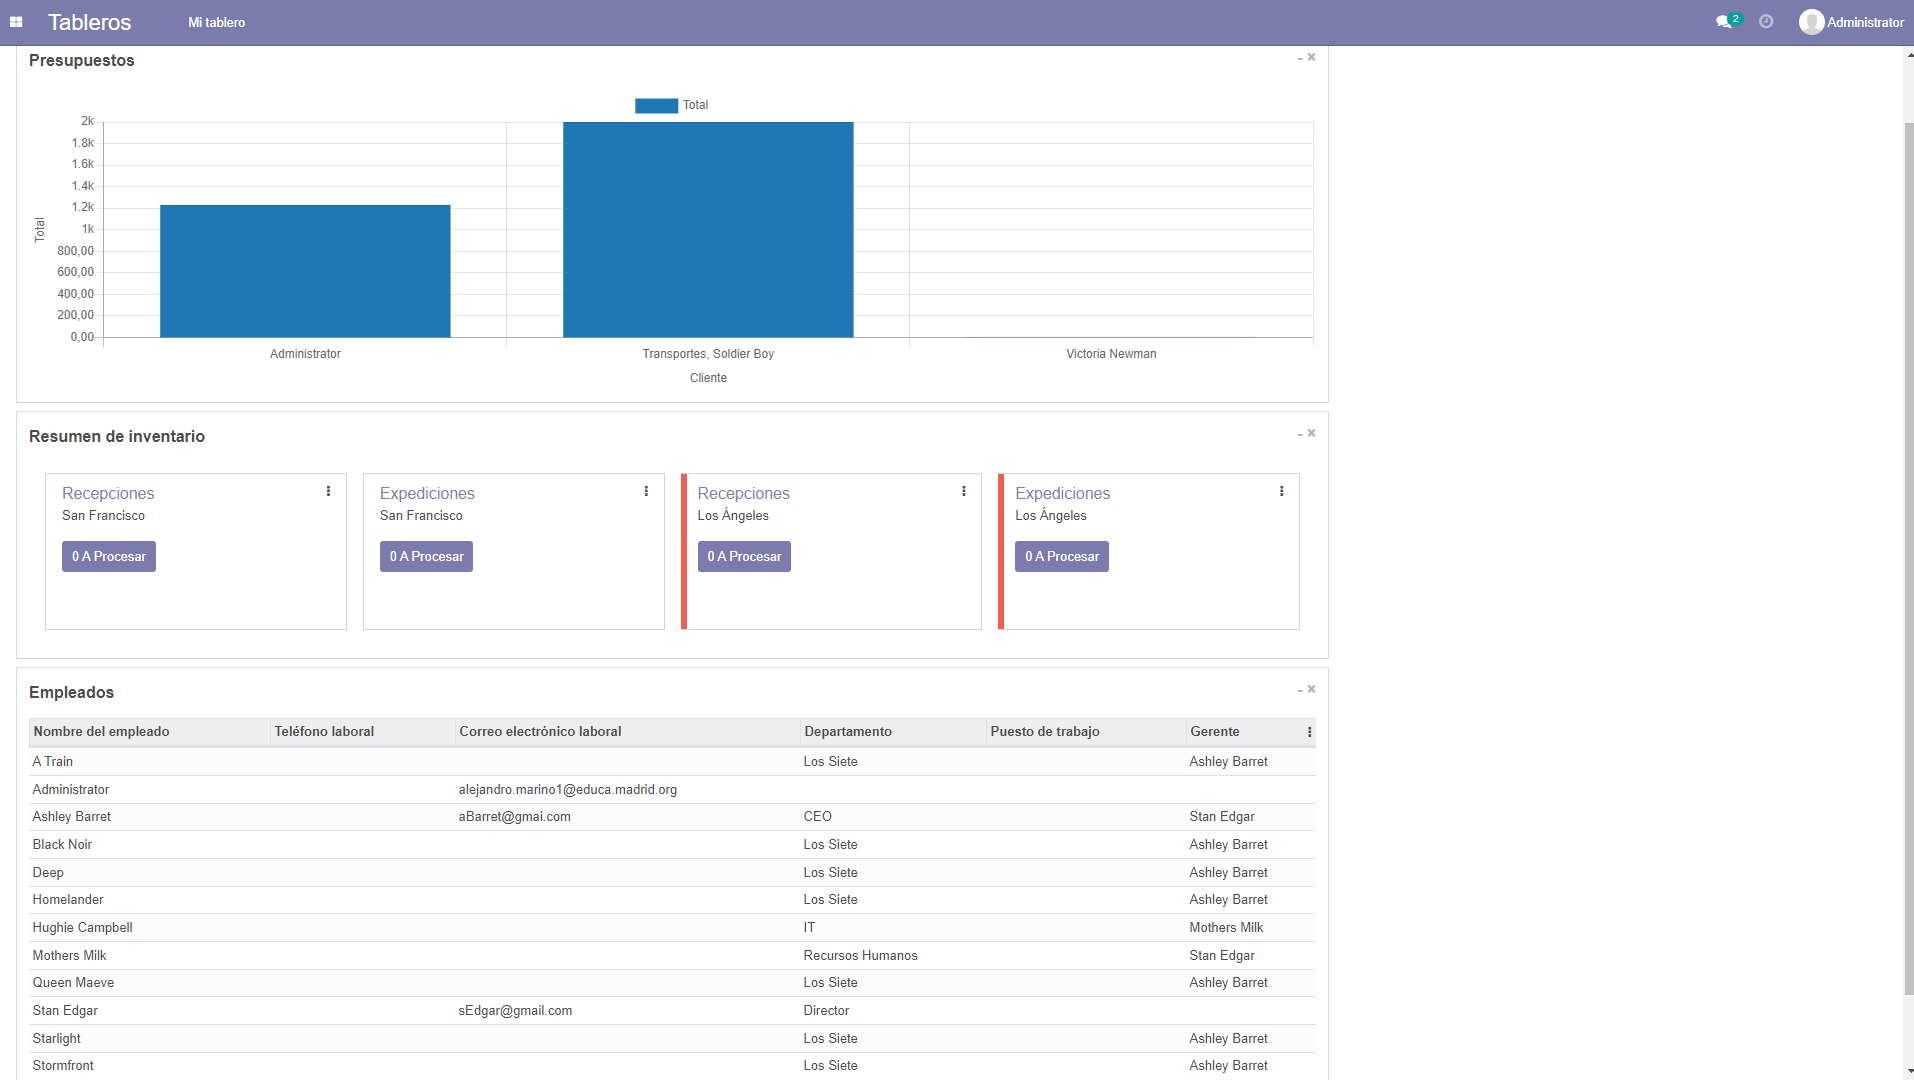 Tableros Mi tablero 2 Administrator
Presupuestos
Total
2k
1.8k
1.6k
1.4k
1.2k
1k
800,00
600,00
400,00
200,00
0,00
Total
Administrator Transportes, Soldier Boy Victoria Newman
Cliente
Resumen de inventario
Recepciones Expediciones Recepciones Expediciones
San Francisco San Francisco Los Ángeles Los Ángeles
0 A Procesar 0 A Procesar 0 A Procesar 0 A Procesar
Empleados
Nombre del empleado Teléfono laboral Correo electrónico laboral Departamento Puesto de trabajo Gerente
A Train Los Siete Ashley Barret
Administrator alejandro.marino1@educa.madrid.org
Ashley Barret aBarret@gmai.com CEO Stan Edgar
Black Noir Los Siete Ashley Barret
Deep Los Siete Ashley Barret
Homelander Los Siete Ashley Barret
Hughie Campbell IT Mothers Milk
Mothers Milk Recursos Humanos Stan Edgar
Queen Maeve Los Siete Ashley Barret
Stan Edgar sEdgar@gmail.com Director
Starlight Los Siete Ashley Barret
Stormfront Los Siete Ashley Barret